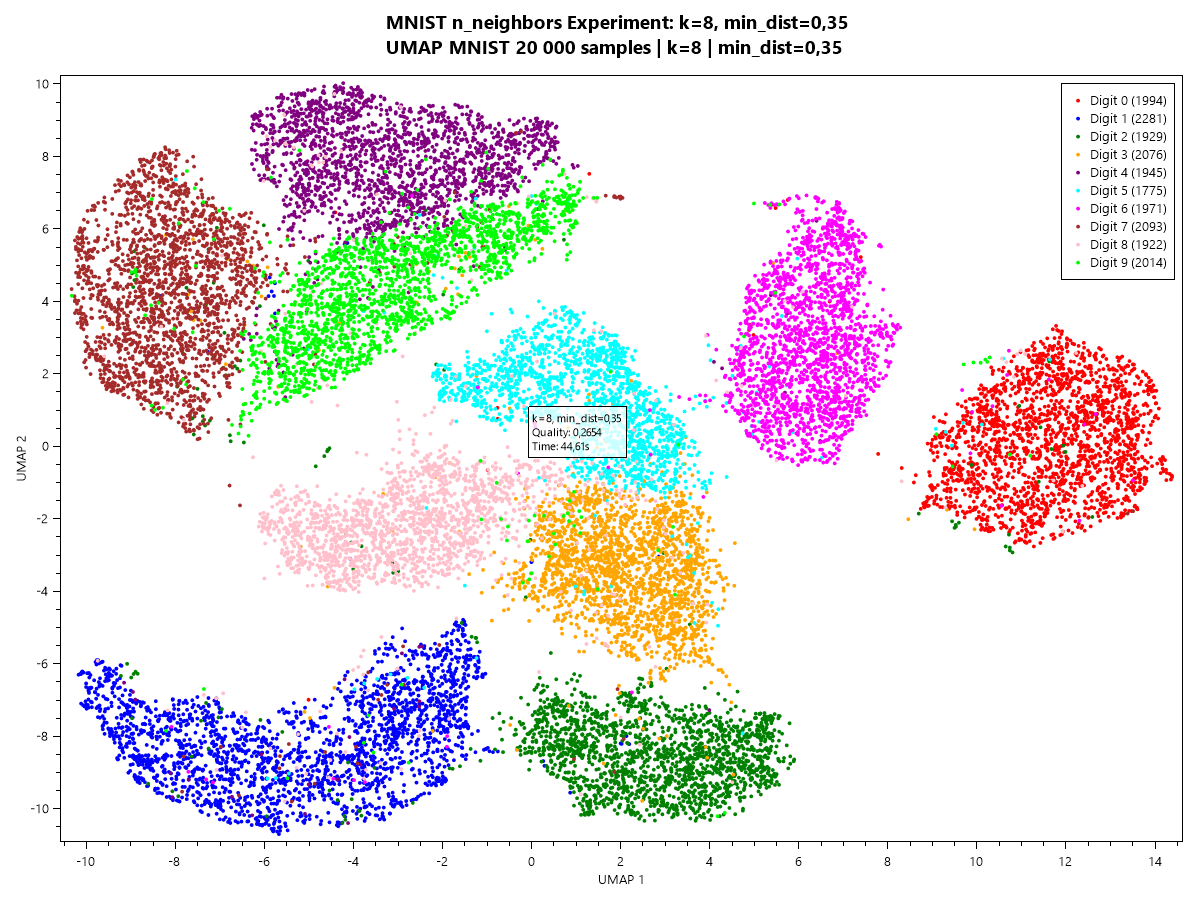 MNIST n_neighbors Experiment: k=8, min_dist=0,35
UMAP MNIST 20 000 samples | k=8 | min_dist=0,35
UMAP 2
10
8
6
4
2
0
-2
-4
-6
-8
-10
Digit 0 (1994)
Digit 1 (2281)
Digit 2 (1929)
Digit 3 (2076)
Digit 4 (1945)
Digit 5 (1775)
Digit 6 (1971)
Digit 7 (2093)
Digit 8 (1922)
Digit 9 (2014)
k=8, min_dist=0,35
Quality: 0,2654
Time: 44,61s
-10 -8 -6 -4 -2 0 2 4 6 8 10 12 14
UMAP 1